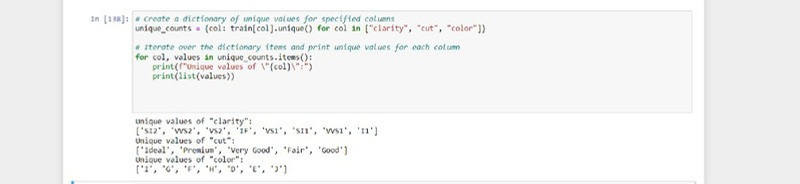 In [138]: # Create a dictionary of unique values for specified columns
unique_counts = {col: train[col].unique() for col in ["clarity", "cut", "color"]}
# Iterate over the dictionary items and print unique values for each column
for col, values in unique_counts.items():
print(f"Unique values of \"{col}\":")
print(list(values))
Unique values of "clarity":
['SI2', 'VVS2', 'VS2', 'IF', 'VS1', 'SI1', 'VVS1', 'I1']
Unique values of "cut":
['Ideal', 'Premium', 'Very Good', 'Fair', 'Good']
Unique values of "color":
['I', 'G', 'F', 'H', 'D', 'E', 'J']